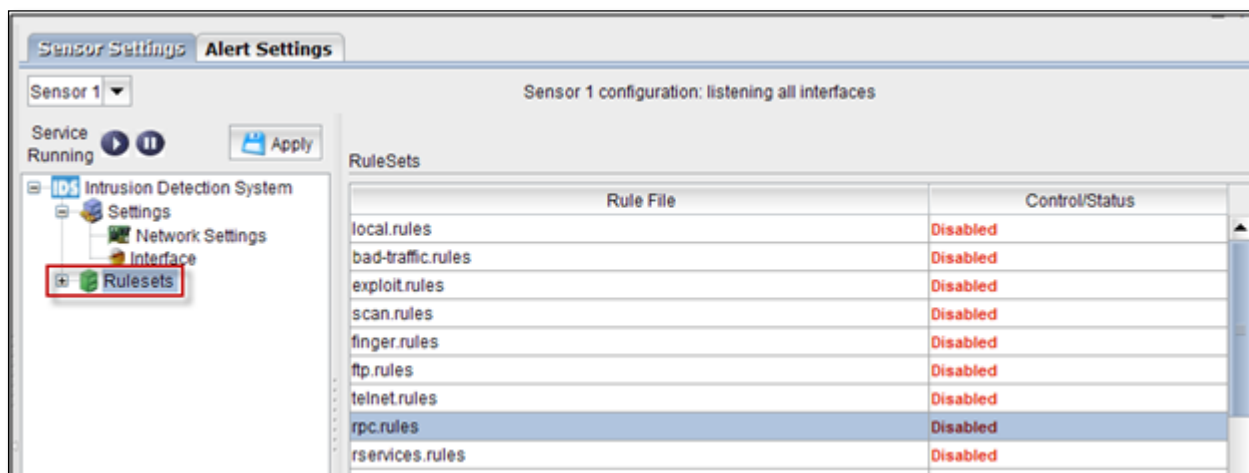 Sensor Settings Alert Settings
Sensor 1
Sensor 1 configuration: listening all interfaces
Service
Running
Apply
IDS Intrusion Detection System
Settings
Network Settings
Interface
Rulesets
RuleSets
Rule File Control/Status
local.rules Disabled
bad-traffic.rules Disabled
exploit.rules Disabled
scan.rules Disabled
finger.rules Disabled
ftp.rules Disabled
telnet.rules Disabled
rpc.rules Disabled
rservices.rules Disabled